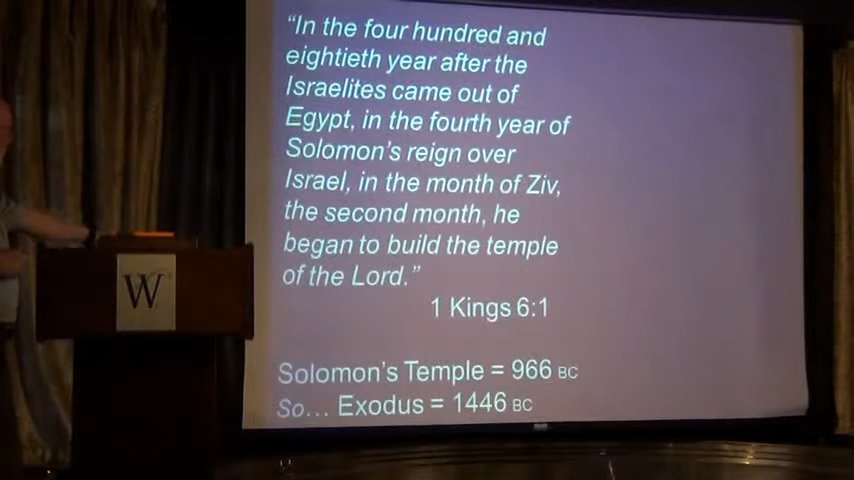 “In the four hundred and
eightieth year after the
Israelites came out of
Egypt, in the fourth year of
Solomon’s reign over
Israel, in the month of Ziv,
the second month, he
began to build the temple
of the Lord.”
1 Kings 6:1
Solomon’s Temple = 966 BC
So... Exodus = 1446 BC
W